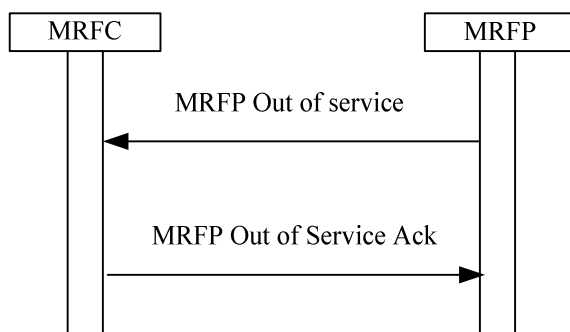 MRFC
MRFP
MRFP Out of service
MRFP Out of Service Ack